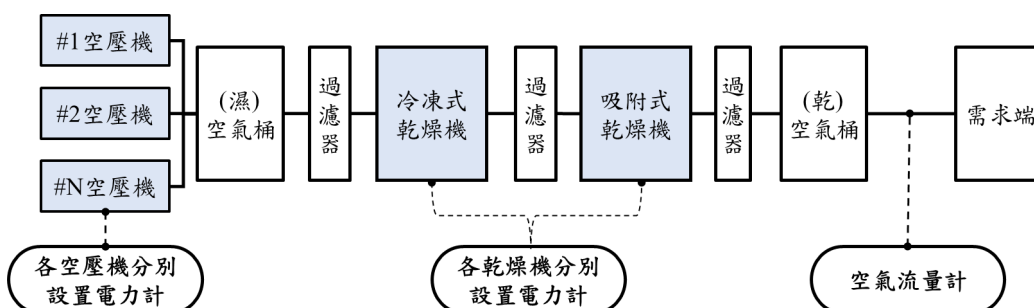 #1空壓機
#2空壓機
#N空壓機
(濕)
空氣桶
過
濾
器
冷凍式
乾燥機
過
濾
器
吸附式
乾燥機
過
濾
器
(乾)
空氣桶
需求端
各空壓機分別
設置電力計
各乾燥機分別
設置電力計
空氣流量計